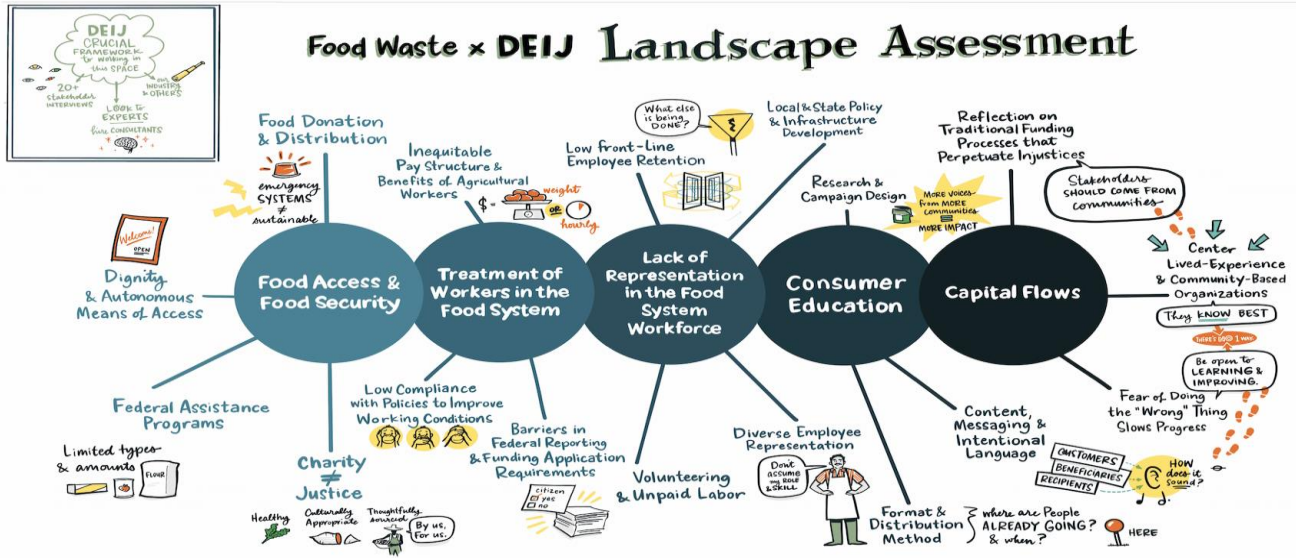 DEIJ
CRUCIAL
FRAMEWORK
to working in
this SPACE
20+
Stakeholder
INTERVIEWS
LOOK to
EXPERTS
hire CONSULTANTS
our
INDUSTRY
& OTHERS
Food Waste x DEIJ Landscape Assessment
Food Donation
& Distribution
emergency
SYSTEMS
≠
sustainable
Welcome!
OPEN
Dignity
& Autonomous
Means of Access
Food Access &
Food Security
Federal Assistance
Programs
Limited types
& amounts
FLOUR
Charity
≠
Justice
Healthy
Culturally
Appropriate
Thoughtfully
sourced
By us,
for us.
Inequitable
Pay Structure &
Benefits of Agricultural
Workers
$ =
weight
OR
hourly
Treatment of
Workers in the
Food System
Low Compliance
with Policies to Improve
Working Conditions
Barriers in
Federal Reporting
& Funding Application
Requirements
citizen
yes
no
Low front-Line
Employee Retention
What else
is being
DONE?
$
Local & State Policy
& Infrastructure
Development
Lack of
Representation
in the Food
System
Workforce
Volunteering
& Unpaid Labor
Diverse Employee
Representation
Don't
assume
my ROLE
& SKILL
Research &
Campaign Design
MORE VOICES
from MORE
communities
=
MORE IMPACT
Consumer
Education
Format &
Distribution
Method
where are People
ALREADY GOING?
& when?
HERE
Content,
Messaging &
Intentional
Language
CUSTOMERS
BENEFICIARIES
RECIPIENTS
HOW
does it
sound?
Reflection on
Traditional Funding
Processes that
Perpetuate Injustices
Stakeholders
SHOULD COME FROM
communities
Capital Flows
Center
Lived-Experience
& Community-Based
Organizations
They KNOW BEST
Be open to
LEARNING &
IMPROVING.
Fear of Doing
the "Wrong" Thing
Slows Progress